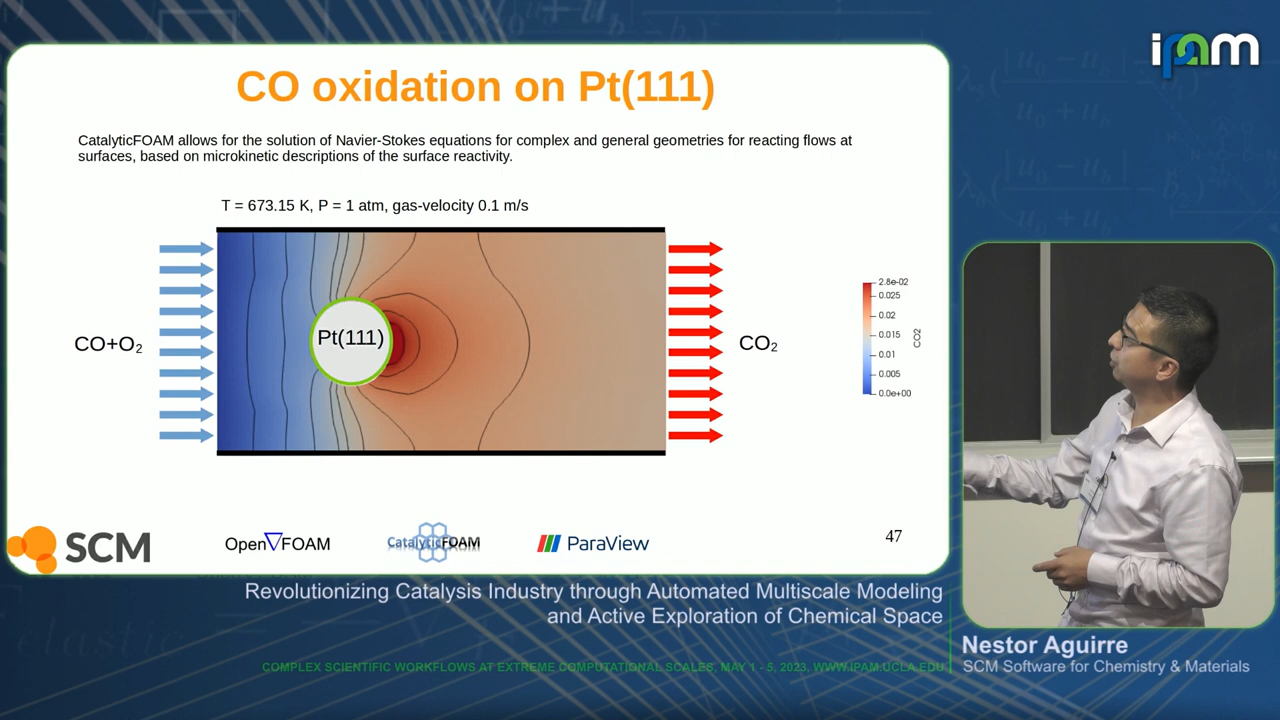 ipam
CO oxidation on Pt(111)
CatalyticFOAM allows for the solution of Navier-Stokes equations for complex and general geometries for reacting flows at
surfaces, based on microkinetic descriptions of the surface reactivity.
T = 673.15 K, P = 1 atm, gas-velocity 0.1 m/s
CO+O₂
Pt(111)
CO₂
2.8e-02
0.025
0.02
0.015
0.01
0.005
0.0e+00
CO2
SCM
Open▽FOAM
CatalyticFOAM
ParaView
47
Revolutionizing Catalysis Industry through Automated Multiscale Modeling
and Active Exploration of Chemical Space
Nestor Aguirre
SCM Software for Chemistry & Materials
COMPLEX SCIENTIFIC WORKFLOWS AT EXTREME COMPUTATIONAL SCALES, MAY 1 - 5, 2023, WWW.IPAM.UCLA.EDU
elastic